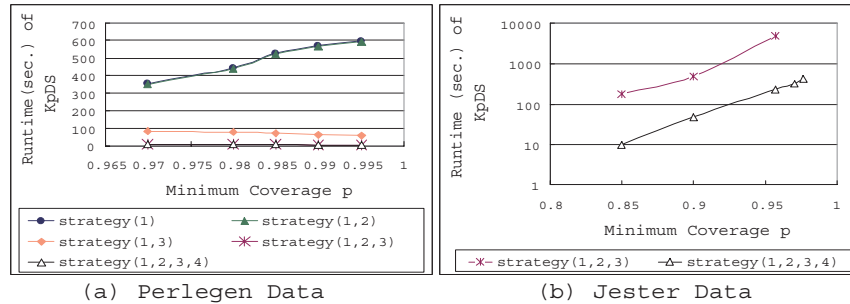 Runtime(sec.) of
KpDS
700
600
500
400
300
200
100
0
0.965 0.97 0.975 0.98 0.985 0.99 0.995 1
Minimum Coverage p
strategy(1) strategy(1,2)
strategy(1,3) strategy(1,2,3)
strategy(1,2,3,4)
(a) Perlegen Data
Runtime(sec.) of
KpDS
10000
1000
100
10
1
0.8 0.85 0.9 0.95 1
Minimum Coverage p
strategy(1,2,3) strategy(1,2,3,4)
(b) Jester Data